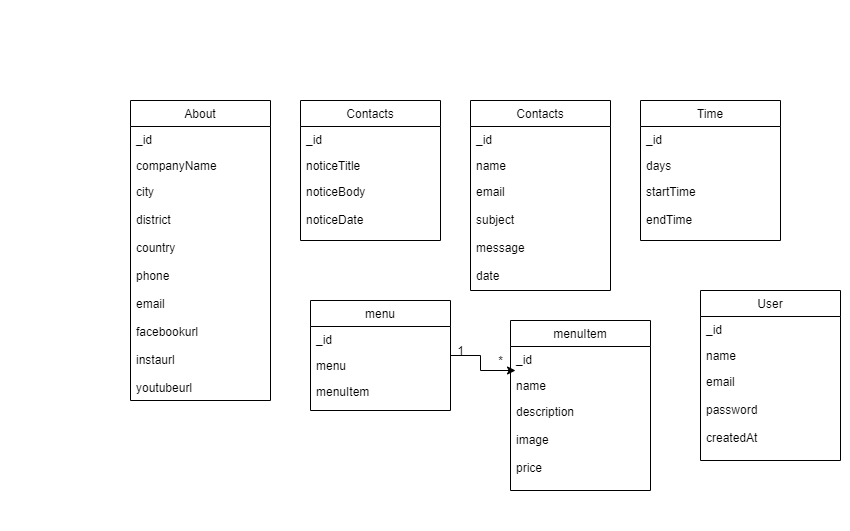 About
_id
companyName
city
district
country
phone
email
facebookurl
instaurl
youtubeurl
Contacts
_id
noticeTitle
noticeBody
noticeDate
Contacts
_id
name
email
subject
message
date
Time
_id
days
startTime
endTime
menu
_id
menu
menuItem
1
*
menuItem
_id
name
description
image
price
User
_id
name
email
password
createdAt